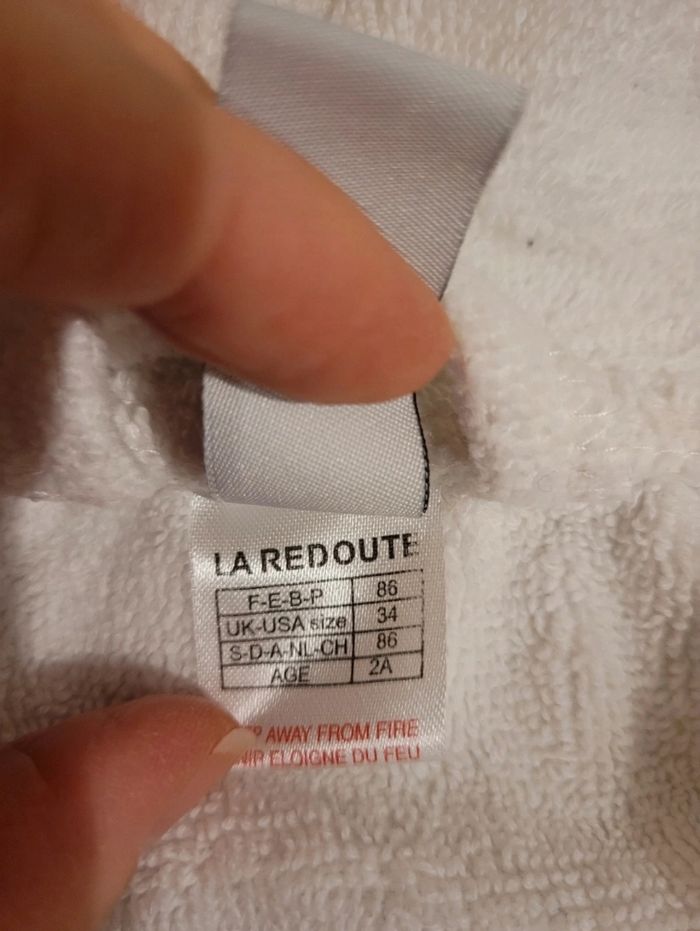 LA REDOUTE
F-E-B-P 86
UK-USA size 34
S-D-A-NL-CH 86
AGE 2A
AWAY FROM FIRE
ELOIGNE DU FEU